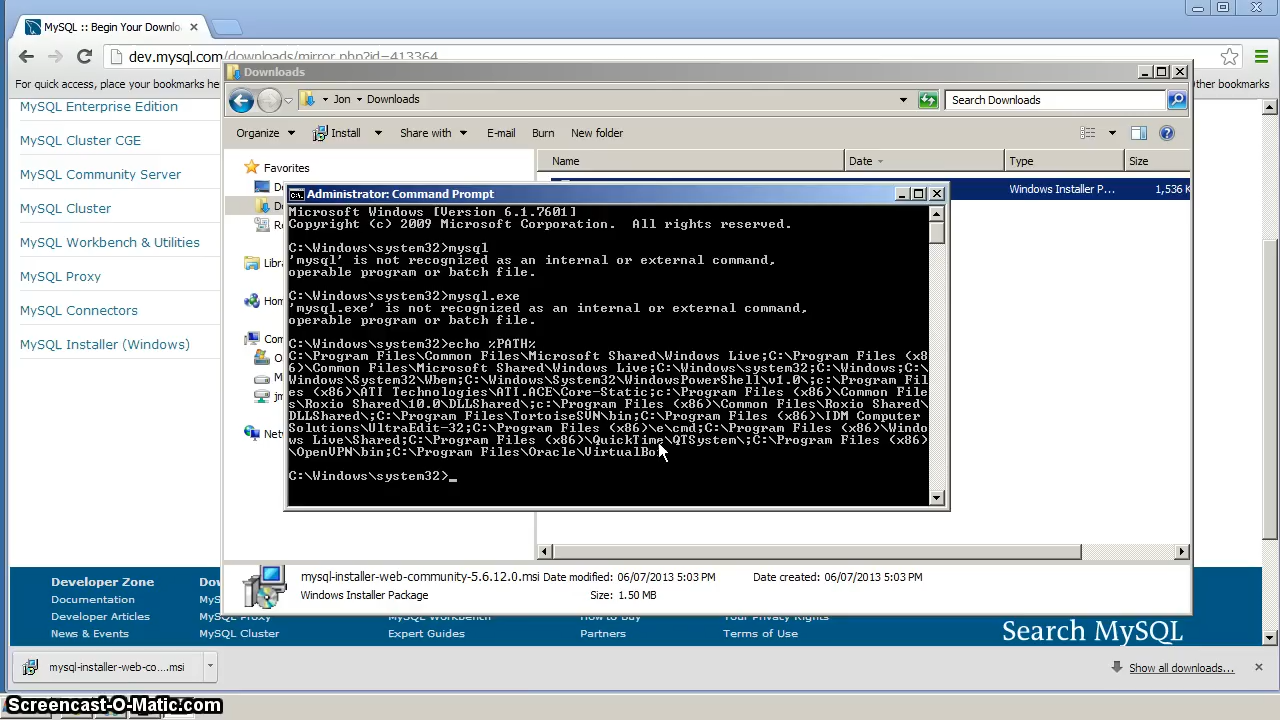 MySQL :: Begin Your Downlo
dev.mysql.com/downloads/mirror.php?id=413364
For quick access, place your bookmarks he
Other bookmarks
MySQL Enterprise Edition
MySQL Cluster CGE
MySQL Community Server
MySQL Cluster
MySQL Workbench & Utilities
MySQL Proxy
MySQL Connectors
MySQL Installer (Windows)
Downloads
Jon Downloads
Search Downloads
Organize Install Share with E-mail Burn New folder
Favorites
Name Date Type Size
Windows Installer P... 1,536 K
Administrator: Command Prompt
Microsoft Windows [Version 6.1.7601]
Copyright (c) 2009 Microsoft Corporation.  All rights reserved.
C:\Windows\system32>mysql
'mysql' is not recognized as an internal or external command,
operable program or batch file.
C:\Windows\system32>mysql.exe
'mysql.exe' is not recognized as an internal or external command,
operable program or batch file.
C:\Windows\system32>echo %PATH%
C:\Program Files\Common Files\Microsoft Shared\Windows Live;C:\Program Files (x8
6)\Common Files\Microsoft Shared\Windows Live;C:\Windows\system32;C:\Windows;C:\
Windows\System32\Wbem;C:\Windows\System32\WindowsPowerShell\v1.0\;c:\Program Fil
es (x86)\ATI Technologies\ATI.ACE\Core-Static;c:\Program Files (x86)\Common File
s\Roxio Shared\10.0\DLLShared\;c:\Program Files (x86)\Common Files\Roxio Shared\
DLLShared\;C:\Program Files\TortoiseSVN\bin;C:\Program Files (x86)\IDM Computer
Solutions\UltraEdit-32;C:\Program Files (x86)\e\cmd;C:\Program Files (x86)\Windo
ws Live\Shared;C:\Program Files (x86)\QuickTime\QTSystem\;C:\Program Files (x86)
\OpenVPN\bin;C:\Program Files\Oracle\VirtualBo
C:\Windows\system32>
mysql-installer-web-community-5.6.12.0.msi Date modified: 06/07/2013 5:03 PM Date created: 06/07/2013 5:03 PM
Windows Installer Package Size: 1.50 MB
Developer Zone
Documentation
Developer Articles
News & Events
MySQL Proxy
MySQL Cluster
MySQL Workbench
Expert Guides
How to Buy
Partners
Your Privacy Rights
Terms of Use
Search MySQL
mysql-installer-web-co....msi
Show all downloads...
Screencast-O-Matic.com